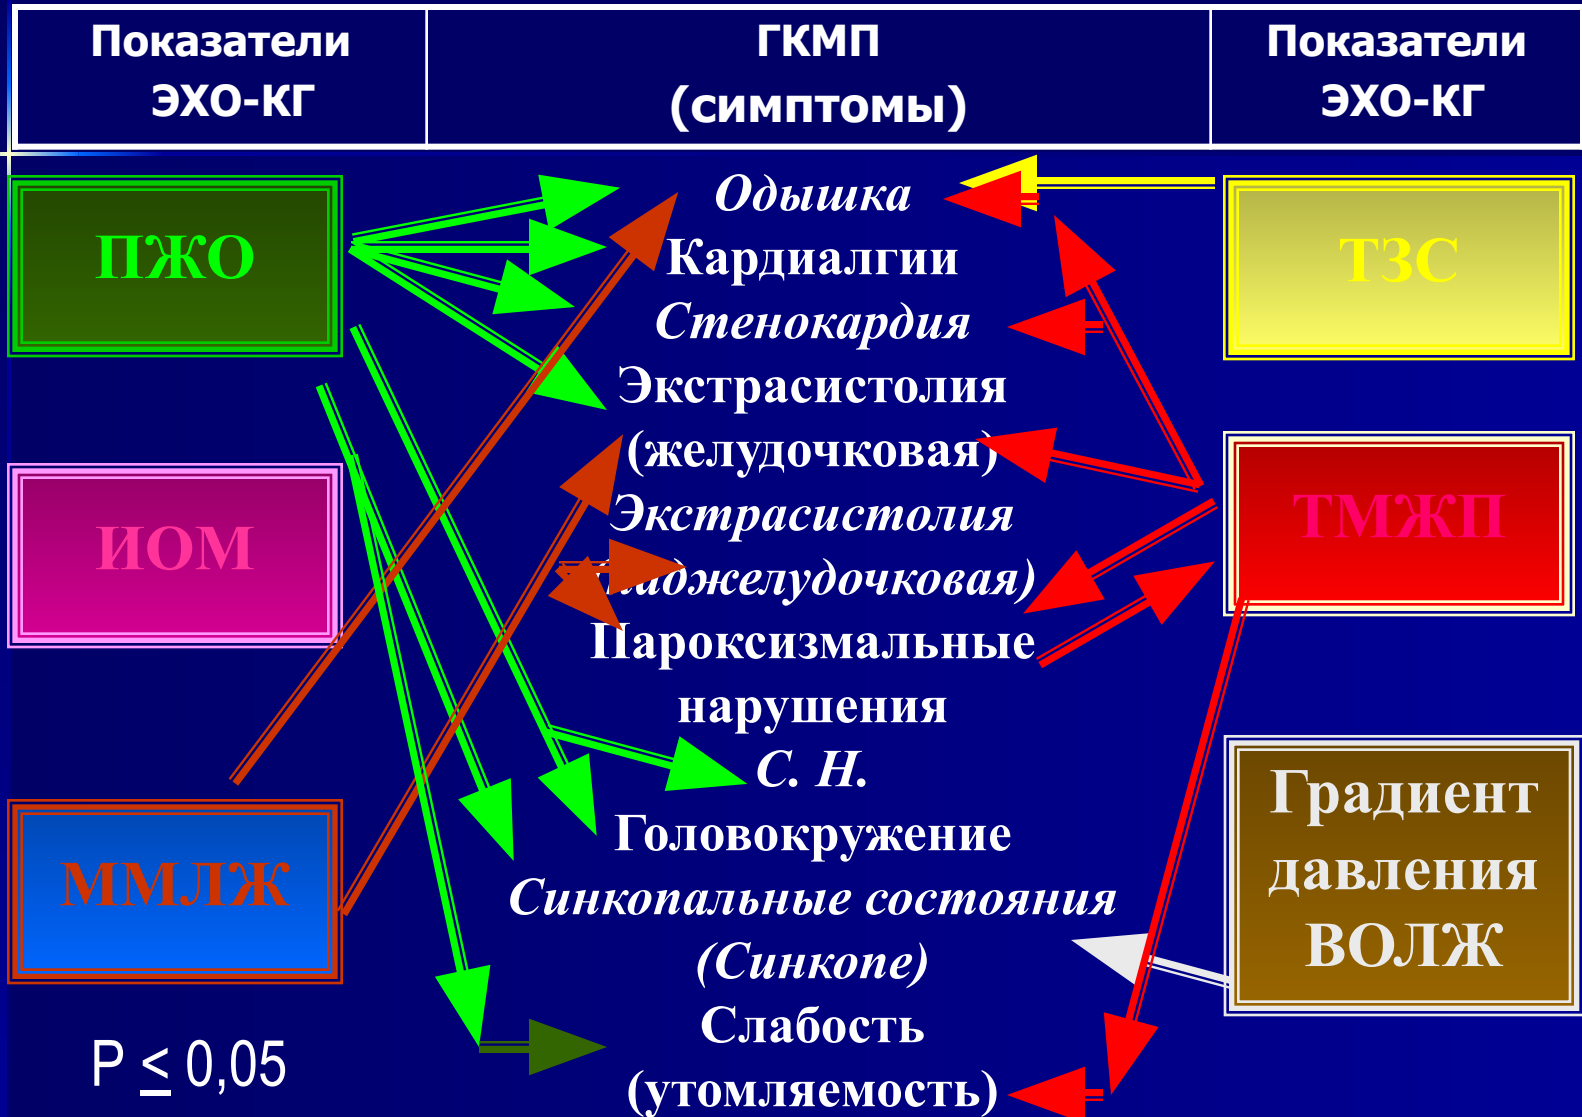 Показатели
ЭХО-КГ
ГКМП
(симптомы)
Показатели
ЭХО-КГ
ПЖО
ИОМ
ММЛЖ
P < 0,05
Одышка
Кардиалгии
Стенокардия
Экстрасистолия
(желудочковая)
Экстрасистолия
(наджелудочковая)
Пароксизмальные
нарушения
С. Н.
Головокружение
Синкопальные состояния
(Синкопе)
Слабость
(утомляемость)
ТЗС
ТМЖП
Градиент
давления
ВОЛЖ